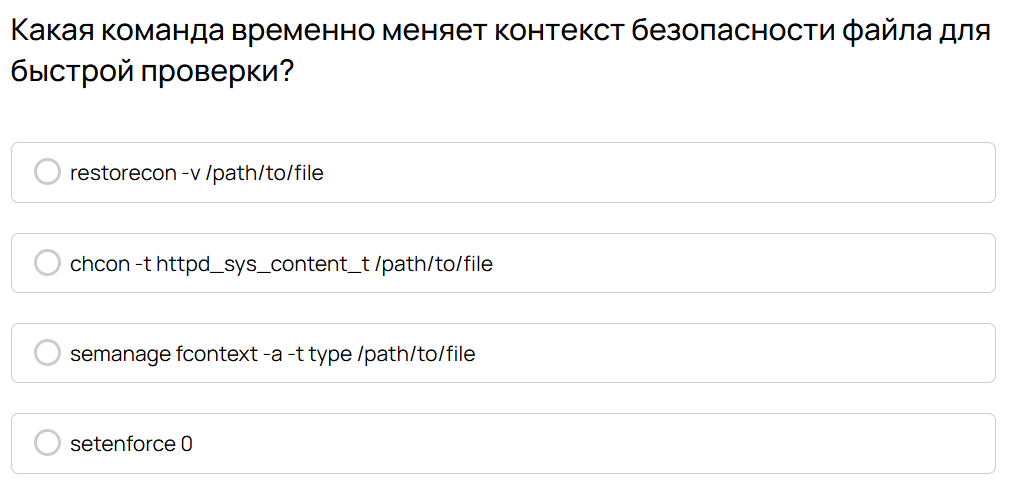 Какая команда временно меняет контекст безопасности файла для
быстрой проверки?
restorecon -v /path/to/file
chcon -t httpd_sys_content_t /path/to/file
semanage fcontext -a -t type /path/to/file
setenforce 0